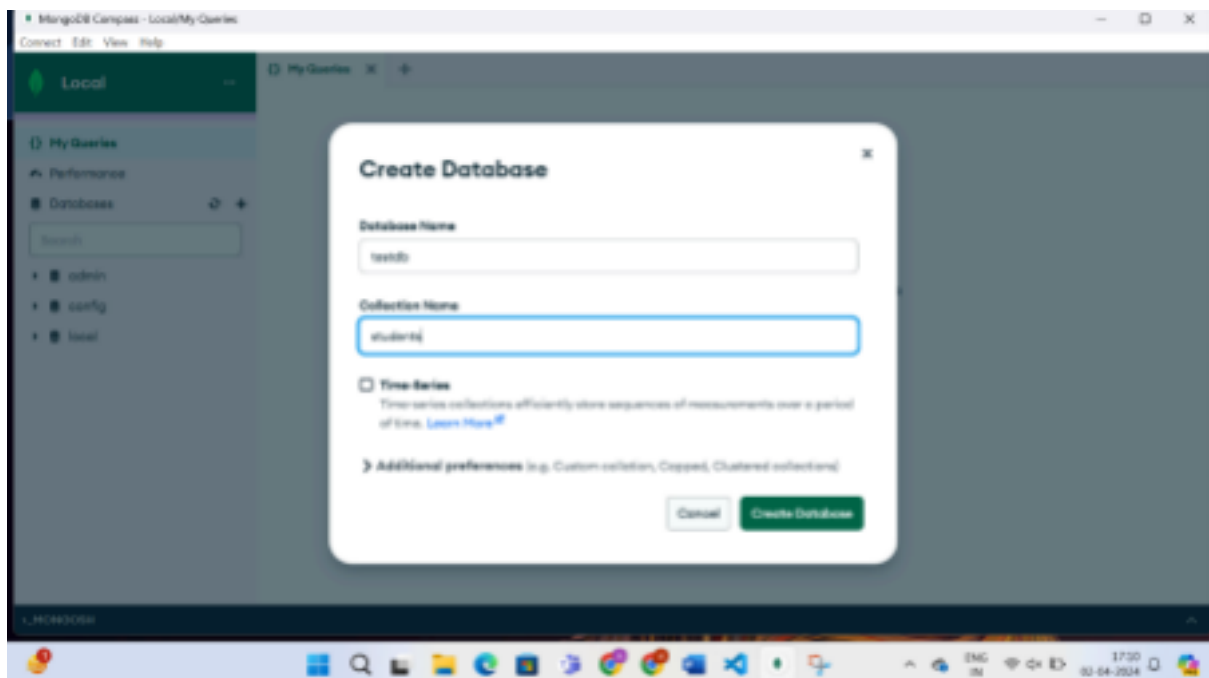 MongoDB Compass - Local/My Queries
Connect Edit View Help
Local
{} My Queries
{} My Queries
Performance
Databases
Search
admin
config
local
Create Database
Database Name
testdb
Collection Name
students
Time-Series
Time-series collections efficiently store sequences of measurements over a period
of time. Learn More
Additional preferences (e.g. Custom collation, Capped, Clustered collections)
Cancel
Create Database
>_MONGOSH
ENG
IN
17:30
02-04-2024